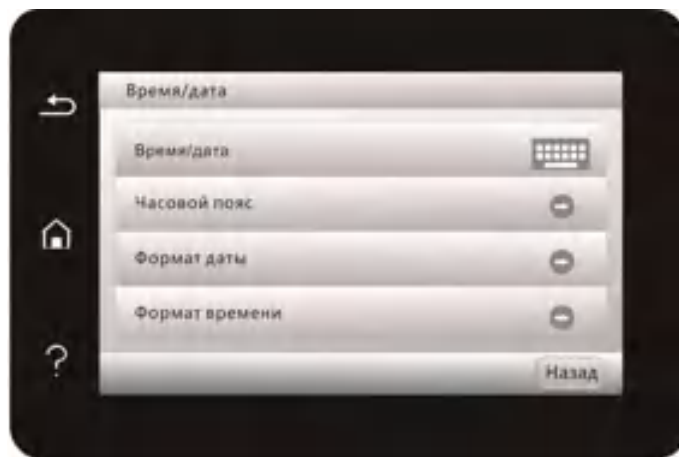 Время/дата
Время/дата
Часовой пояс
Формат даты
Формат времени
?
Назад